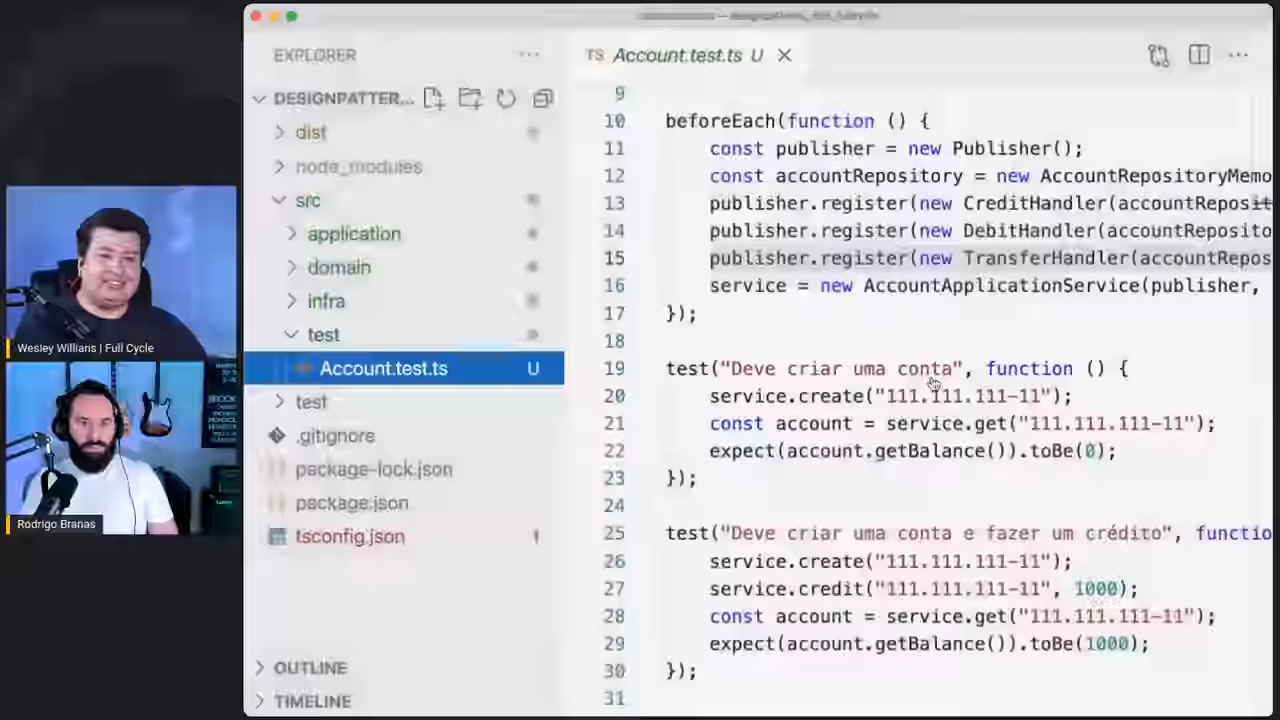 EXPLORER
DESIGNPATTER...
dist
node_modules
src
application
domain
infra
test
Account.test.ts U
test
.gitignore
package-lock.json
package.json
tsconfig.json 1
OUTLINE
TIMELINE
TS Account.test.ts U
9
10 beforeEach(function () {
11 const publisher = new Publisher();
12 const accountRepository = new AccountRepositoryMemo
13 publisher.register(new CreditHandler(accountReposit
14 publisher.register(new DebitHandler(accountReposito
15 publisher.register(new TransferHandler(accountRepos
16 service = new AccountApplicationService(publisher,
17 });
18
19 test("Deve criar uma conta", function () {
20 service.create("111.111.111-11");
21 const account = service.get("111.111.111-11");
22 expect(account.getBalance()).toBe(0);
23 });
24
25 test("Deve criar uma conta e fazer um crédito", functio
26 service.create("111.111.111-11");
27 service.credit("111.111.111-11", 1000);
28 const account = service.get("111.111.111-11");
29 expect(account.getBalance()).toBe(1000);
30 });
31
Wesley Willians | Full Cycle
Rodrigo Branas